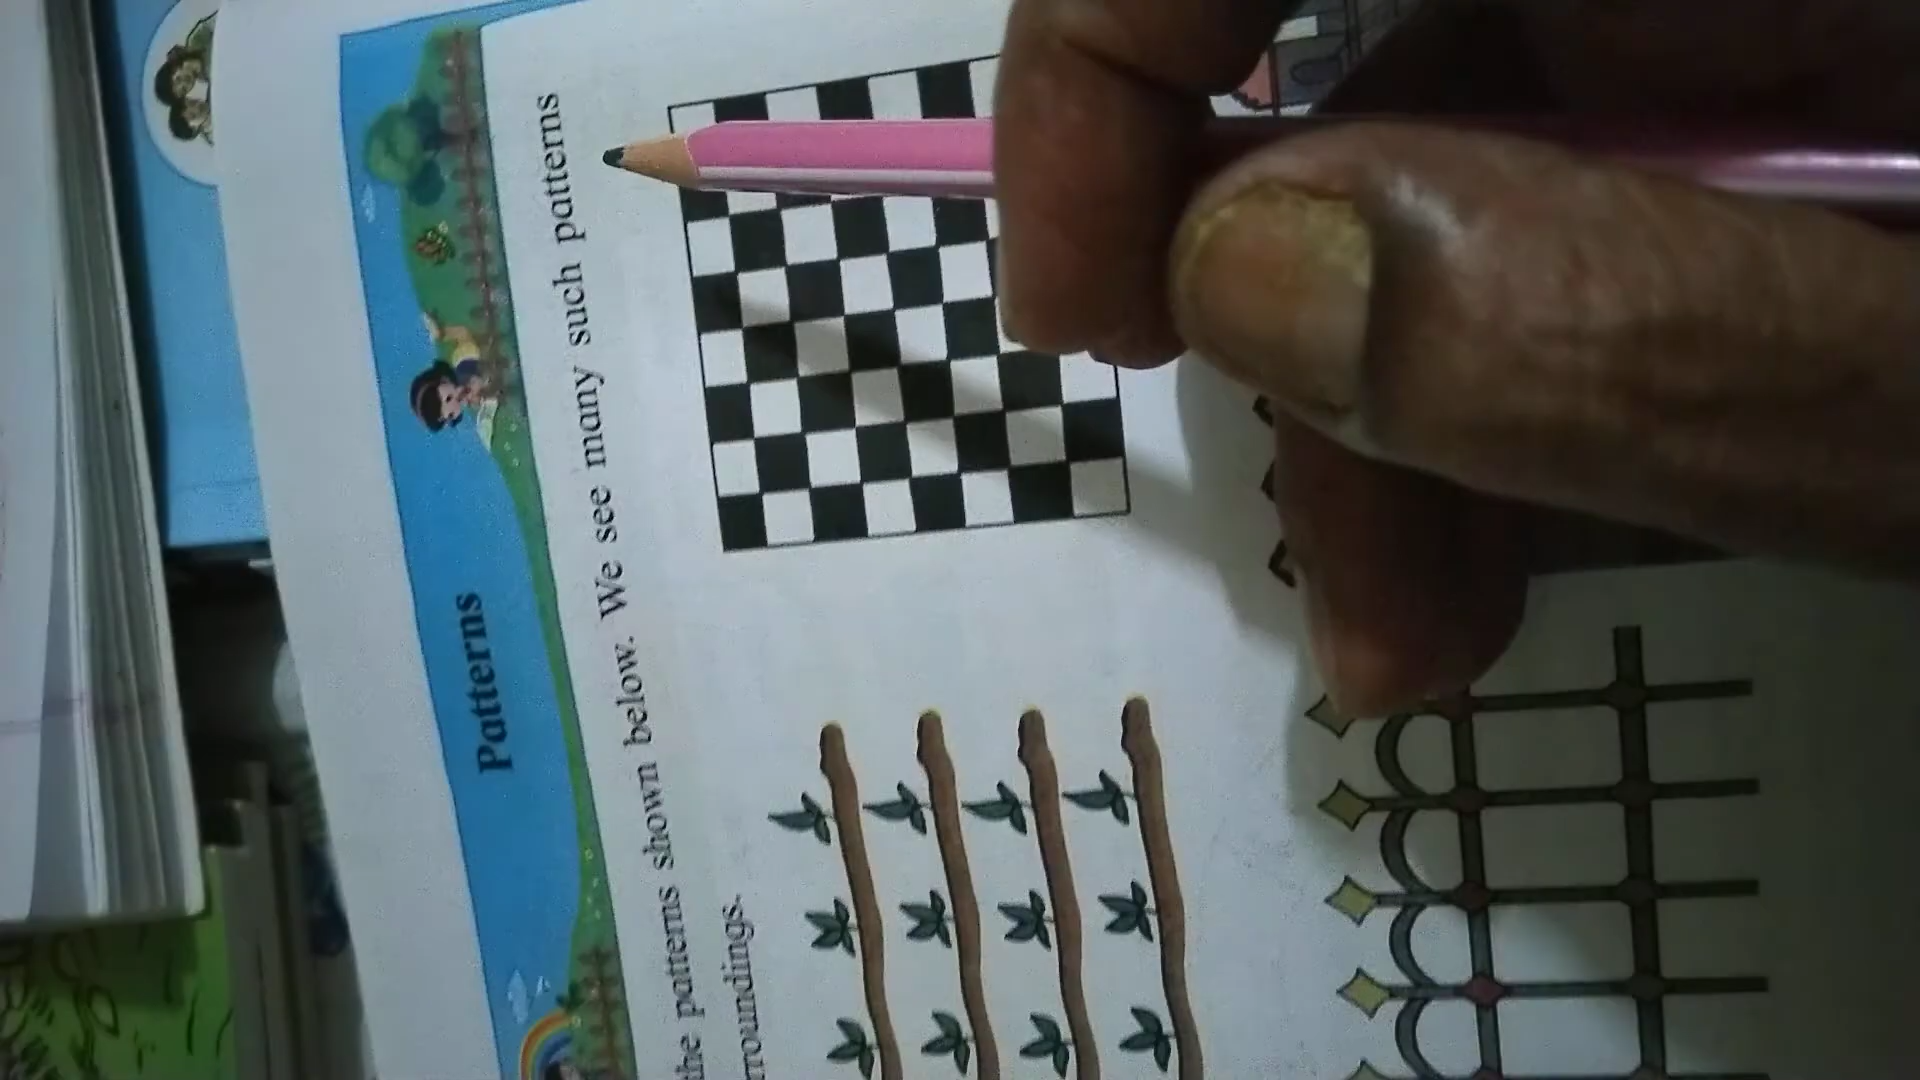 Patterns
the patterns shown below. We see many such patterns
rroundings.